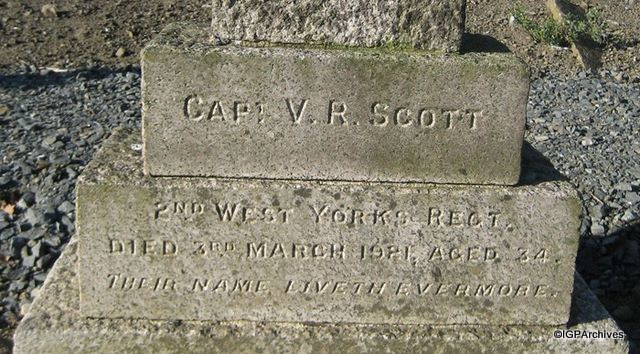 CAPT V. R. SCOTT
2ND WEST YORKS REGT.
DIED 3RD MARCH 1921, AGED 34.
THEIR NAME LIVETH EVERMORE.
©IGPArchives